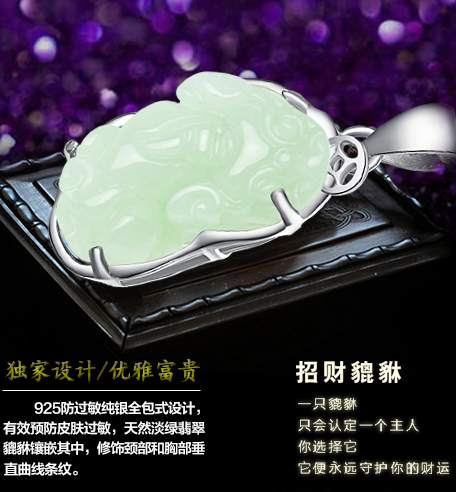 独家设计/优雅富贵
925防过敏纯银全包式设计，
有效预防皮肤过敏，天然淡绿翡翠
貔貅镶嵌其中，修饰颈部和胸部垂
直曲线条纹。
招财貔貅
一只貔貅
只会认定一个主人
你选择它
它便永远守护你的财运